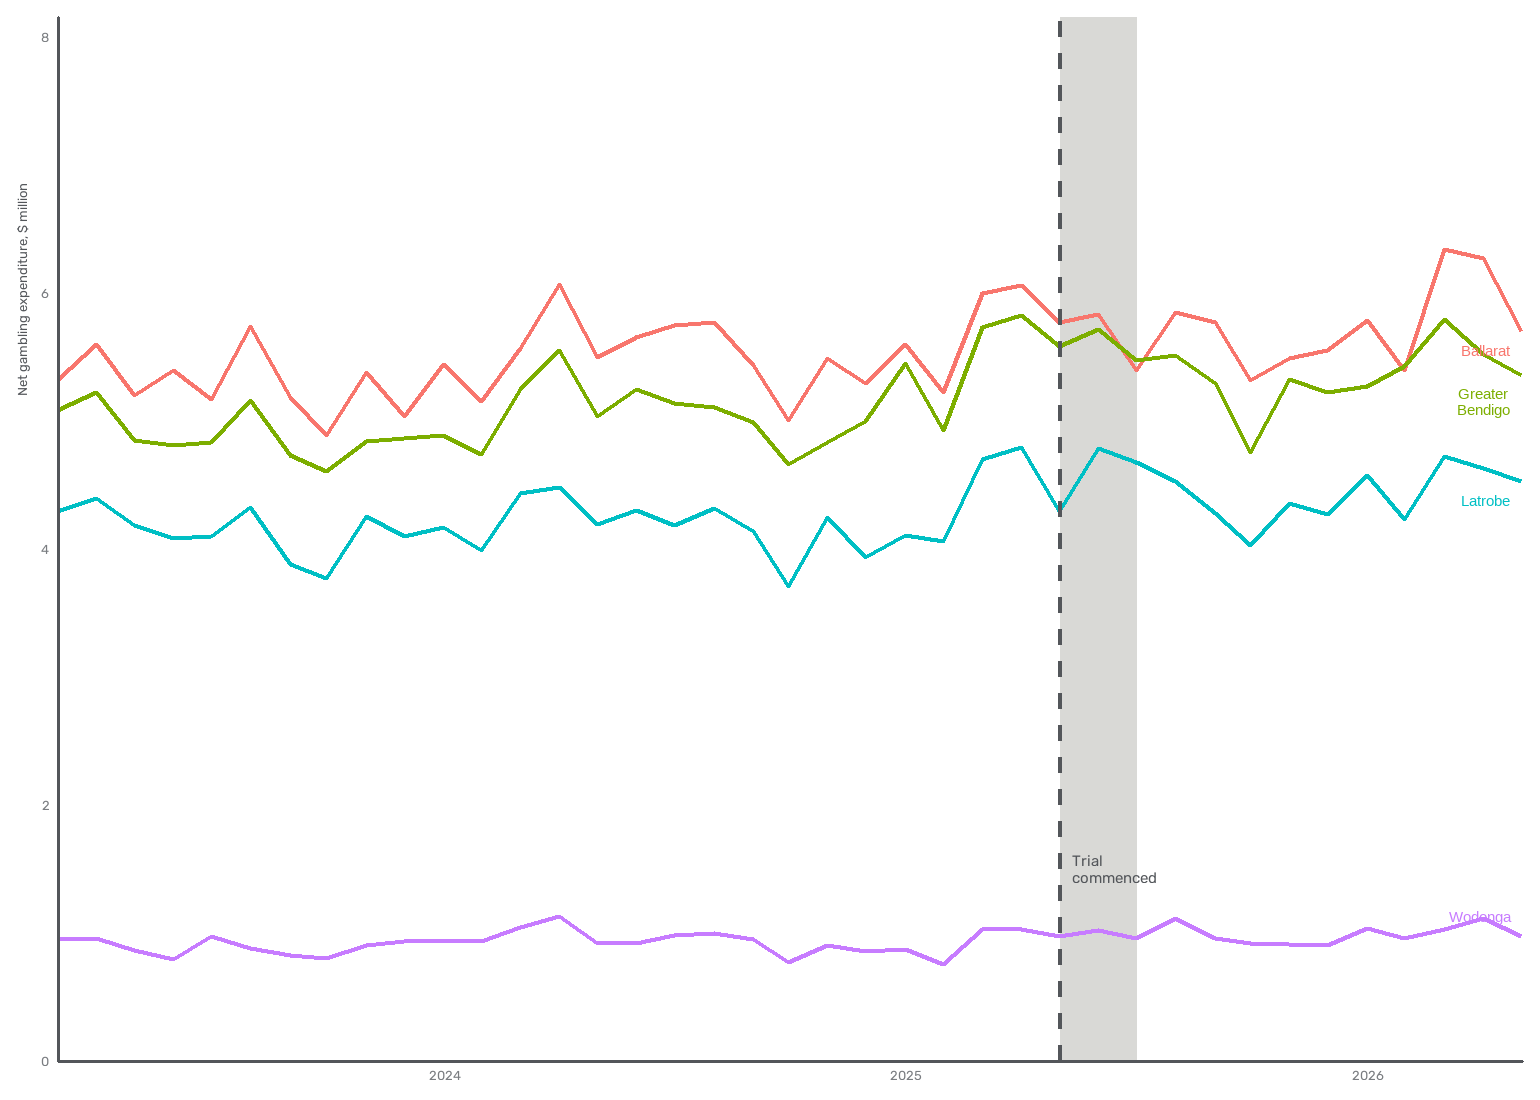 8
6
4
2
0
Net gambling expenditure, $ million
Ballarat
Greater
Bendigo
Latrobe
Trial
commenced
Wodonga
2024
2025
2026